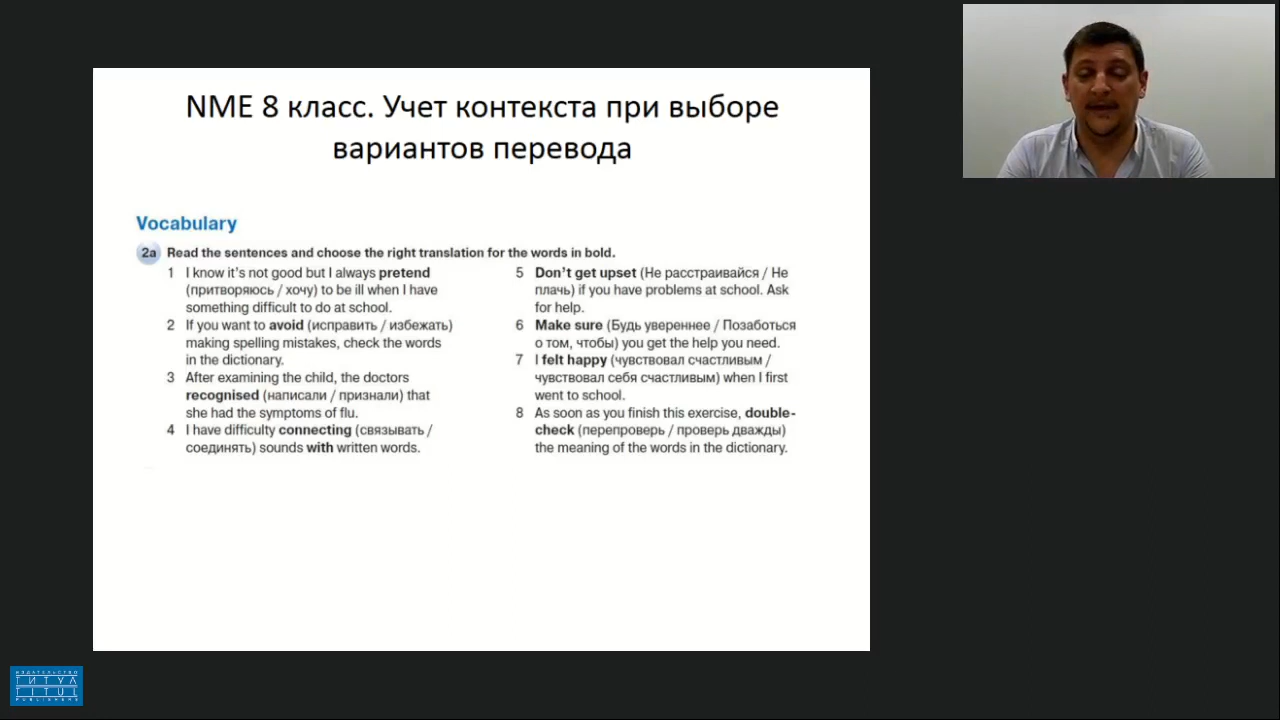 NME 8 класс. Учет контекста при выборе
вариантов перевода
Vocabulary
2a Read the sentences and choose the right translation for the words in bold.
1 I know it's not good but I always pretend
(притворяюсь / хочу) to be ill when I have
something difficult to do at school.
2 If you want to avoid (исправить / избежать)
making spelling mistakes, check the words
in the dictionary.
3 After examining the child, the doctors
recognised (написали / признали) that
she had the symptoms of flu.
4 I have difficulty connecting (связывать /
соединять) sounds with written words.
5 Don't get upset (Не расстраивайся / Не
плачь) if you have problems at school. Ask
for help.
6 Make sure (Будь увереннее / Позаботься
о том, чтобы) you get the help you need.
7 I felt happy (чувствовал счастливым /
чувствовал себя счастливым) when I first
went to school.
8 As soon as you finish this exercise, double-
check (перепроверь / проверь дважды)
the meaning of the words in the dictionary.
ИЗДАТЕЛЬСТВО
ТИТУЛ
TITUL
PUBLISHERS